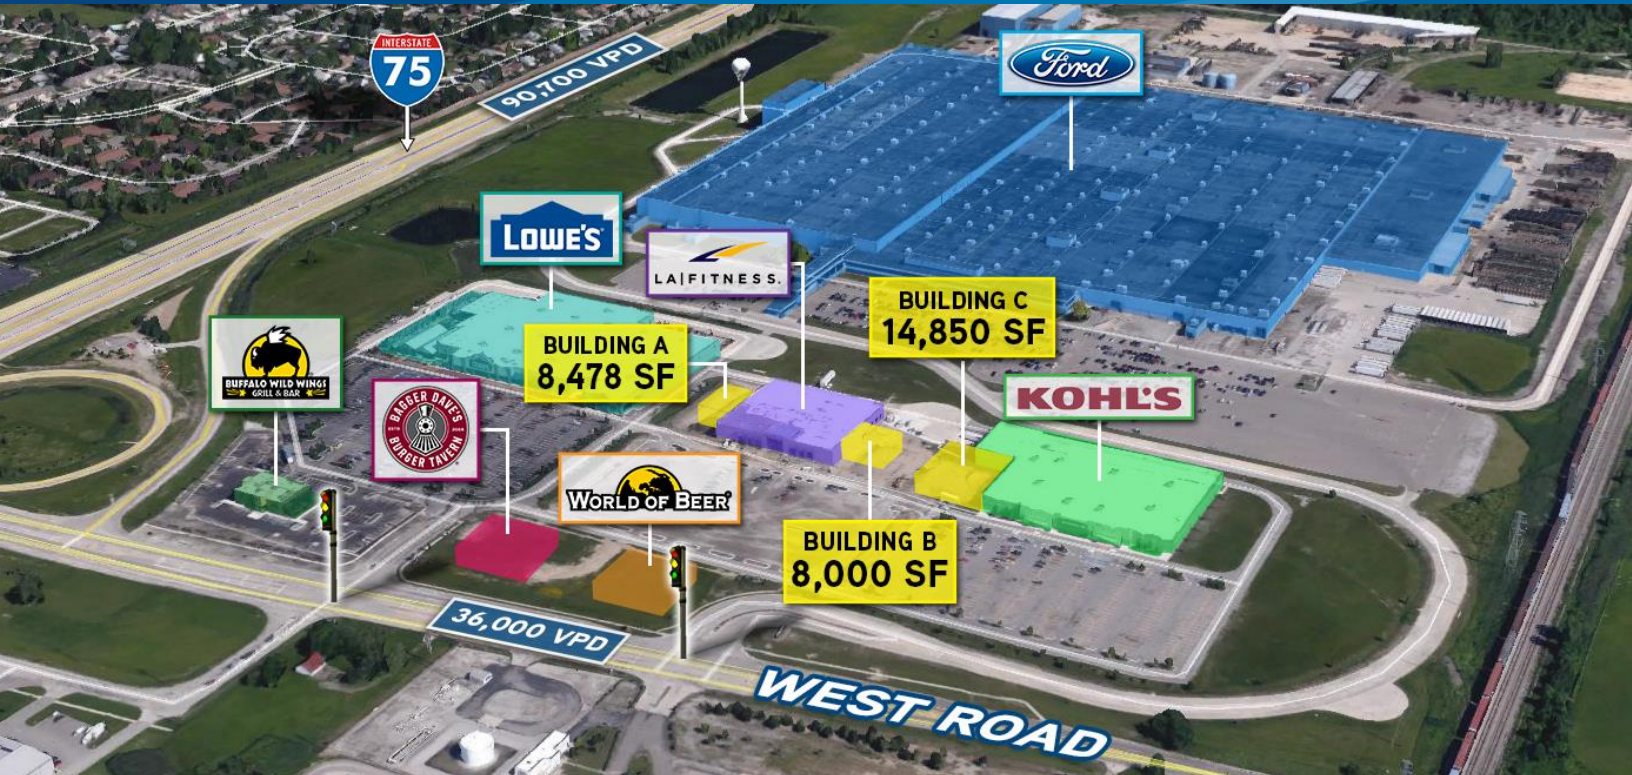 INTERSTATE
75
90,700 VPD
Ford
LOWE'S
LA|FITNESS.
BUILDING C
14,850 SF
BUILDING A
8,478 SF
BUFFALO WILD WINGS
GRILL & BAR
KOHL'S
BAGGER DAVE'S
BURGER TAVERN
WORLD OF BEER
BUILDING B
8,000 SF
36,000 VPD
WEST ROAD